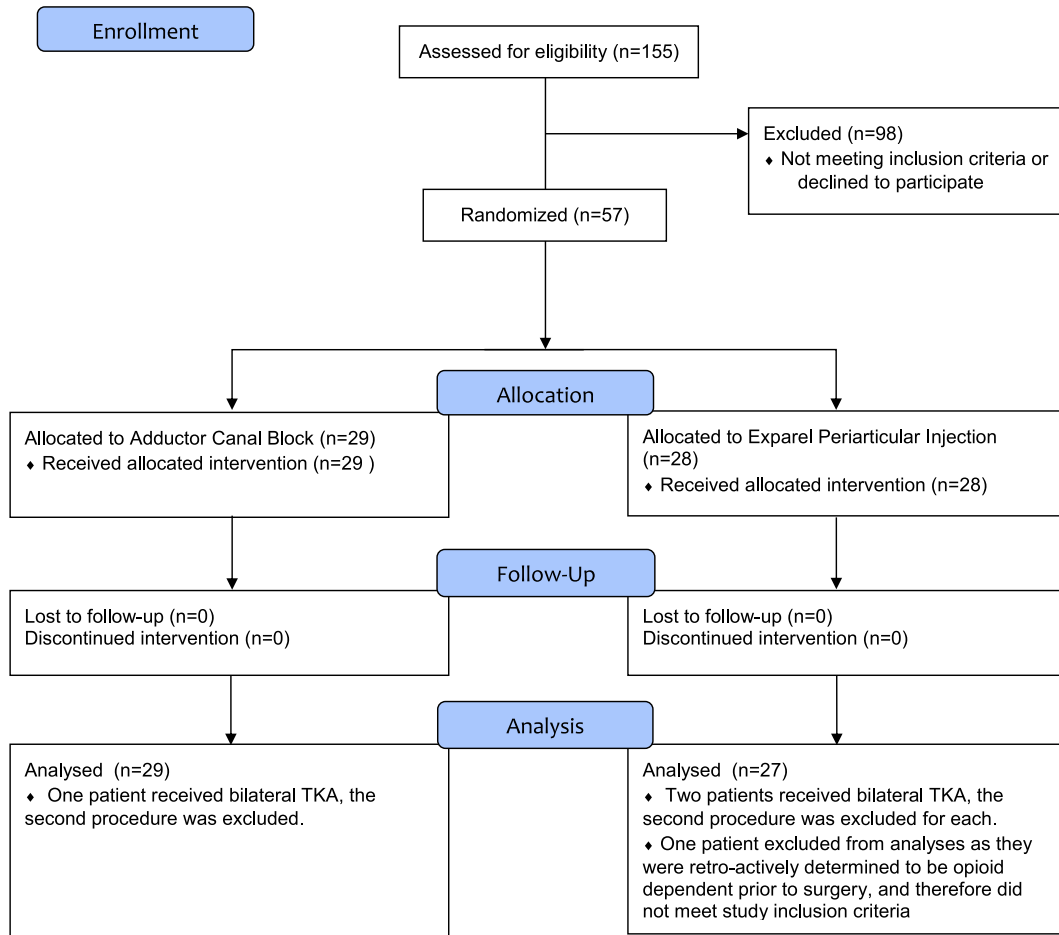 Enrollment
Assessed for eligibility (n=155)
Excluded (n=98)
♦ Not meeting inclusion criteria or
declined to participate
Randomized (n=57)
Allocation
Allocated to Adductor Canal Block (n=29)
♦ Received allocated intervention (n=29 )
Allocated to Exparel Periarticular Injection
(n=28)
♦ Received allocated intervention (n=28)
Follow-Up
Lost to follow-up (n=0)
Discontinued intervention (n=0)
Lost to follow-up (n=0)
Discontinued intervention (n=0)
Analysis
Analysed (n=29)
♦ One patient received bilateral TKA, the
second procedure was excluded.
Analysed (n=27)
♦ Two patients received bilateral TKA, the
second procedure was excluded for each.
♦ One patient excluded from analyses as they
were retro-actively determined to be opioid
dependent prior to surgery, and therefore did
not meet study inclusion criteria